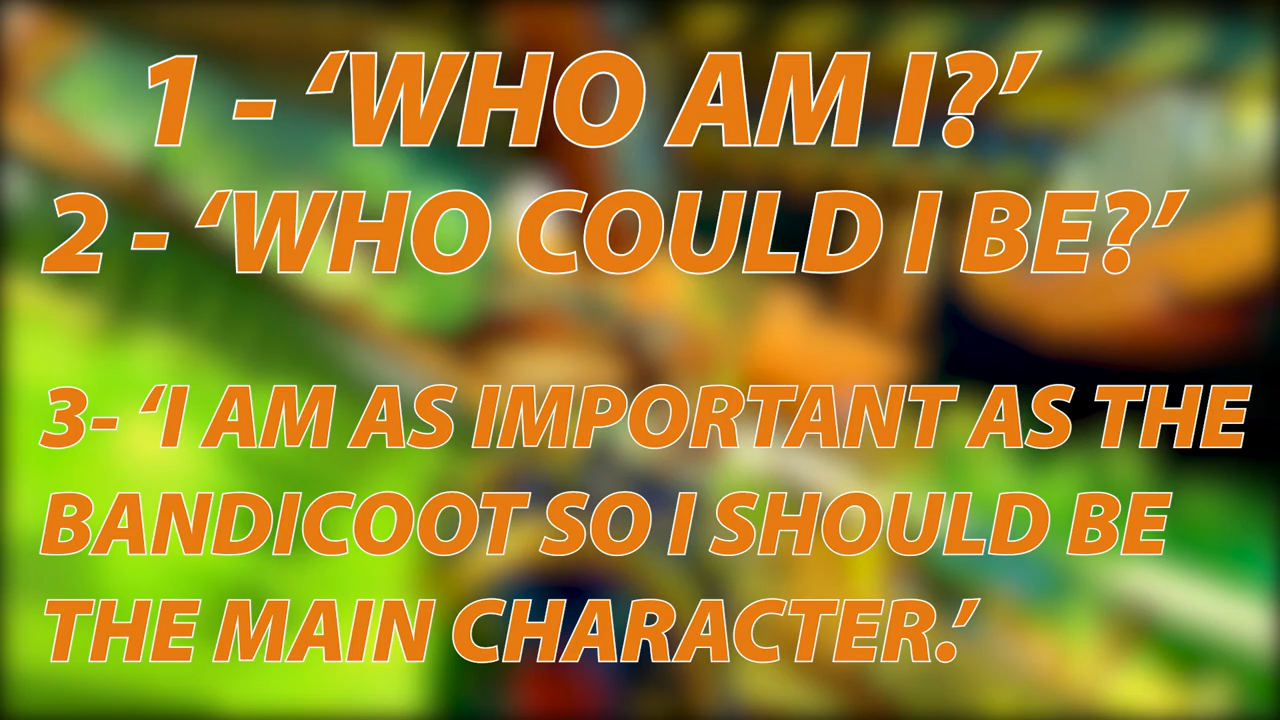 1 - ‘WHO AM I?’
2 - ‘WHO COULD I BE?’
3- ‘I AM AS IMPORTANT AS THE
BANDICOOT SO I SHOULD BE
THE MAIN CHARACTER.’